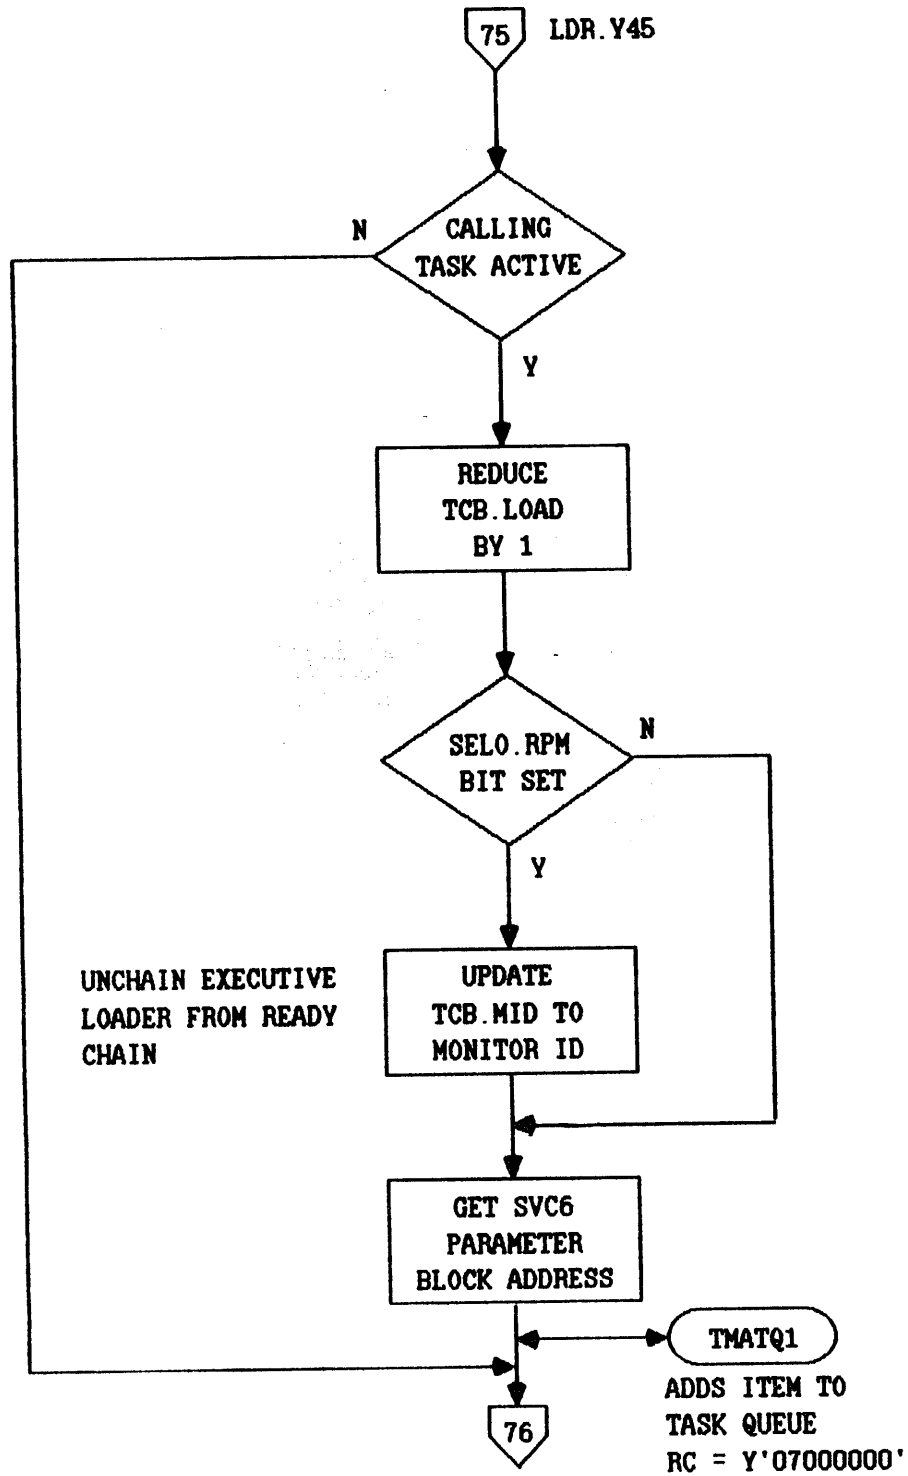 75 LDR.Y45
N
CALLING
TASK ACTIVE
Y
REDUCE
TCB.LOAD
BY 1
SELO.RPM
BIT SET
N
Y
UNCHAIN EXECUTIVE
LOADER FROM READY
CHAIN
UPDATE
TCB.MID TO
MONITOR ID
GET SVC6
PARAMETER
BLOCK ADDRESS
TMATQ1
ADDS ITEM TO
TASK QUEUE
RC = Y'07000000'
76